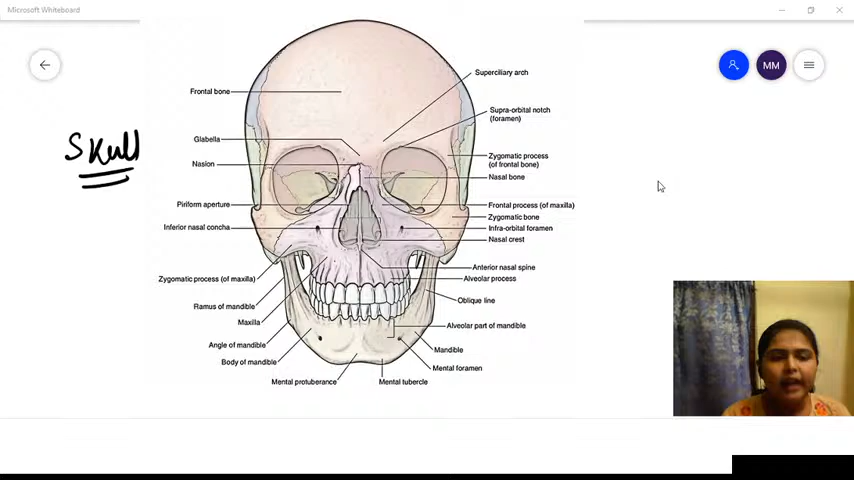 Microsoft Whiteboard
MM
Skull
Frontal bone
Glabella
Nasion
Piriform aperture
Inferior nasal concha
Zygomatic process (of maxilla)
Ramus of mandible
Maxilla
Angle of mandible
Body of mandible
Mental protuberance
Superciliary arch
Supra-orbital notch
(foramen)
Zygomatic process
(of frontal bone)
Nasal bone
Frontal process (of maxilla)
Zygomatic bone
Infra-orbital foramen
Nasal crest
Anterior nasal spine
Alveolar process
Oblique line
Alveolar part of mandible
Mandible
Mental foramen
Mental tubercle